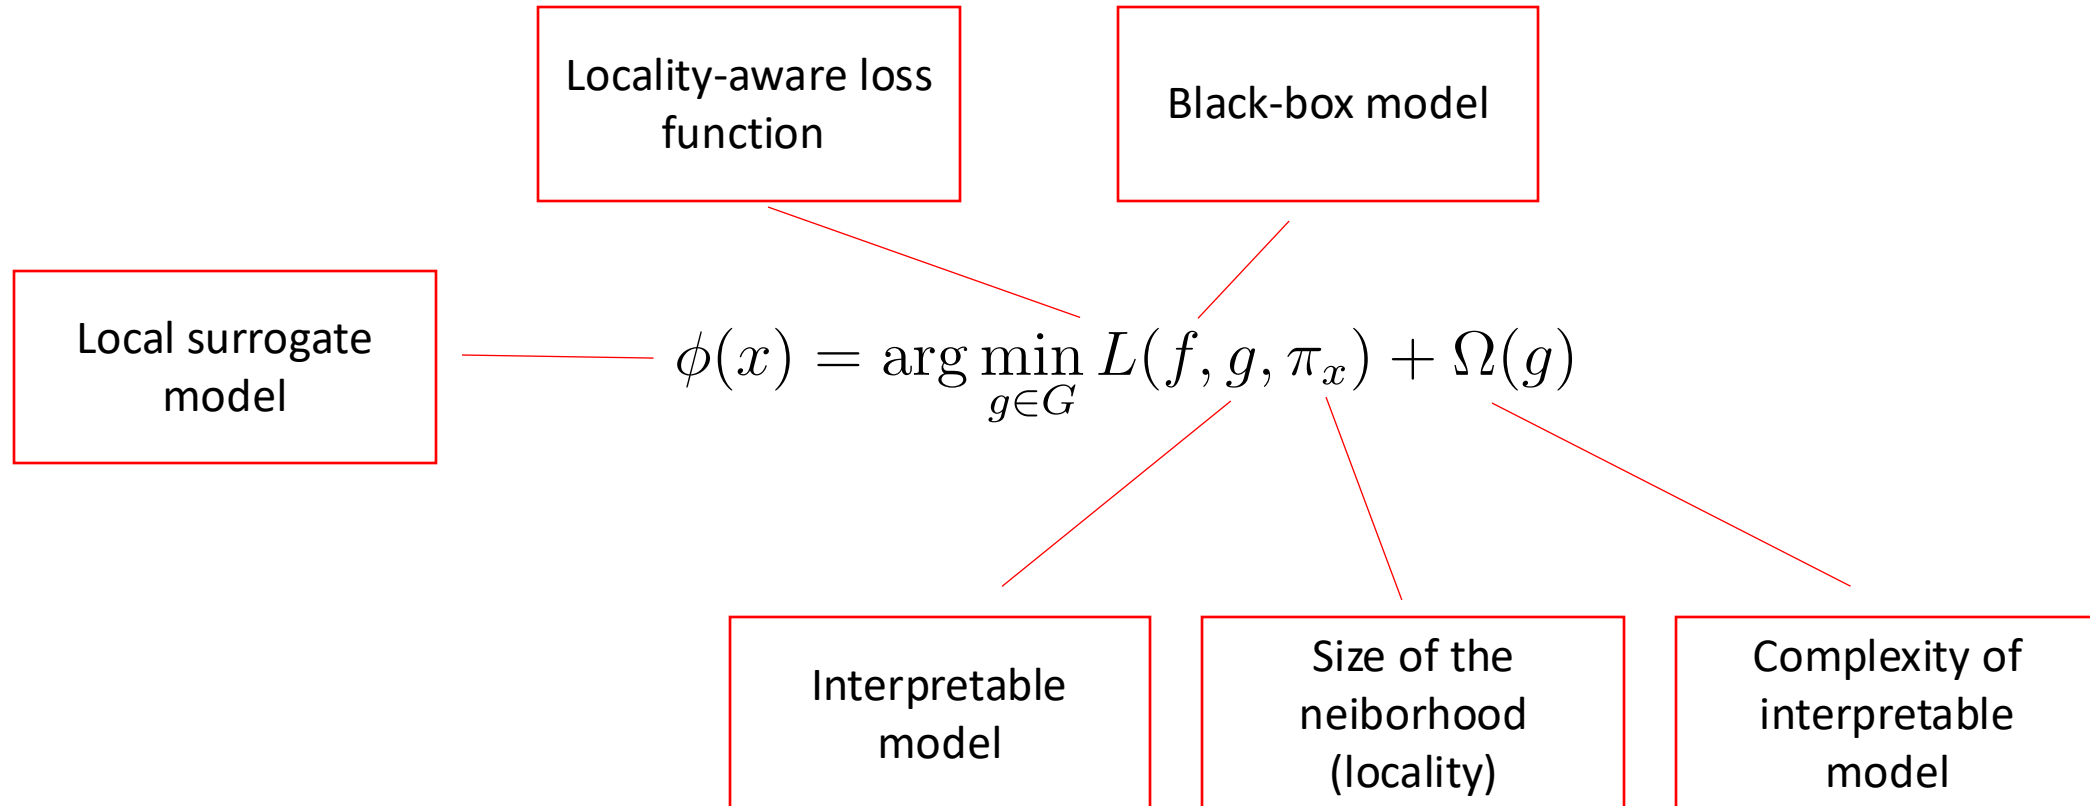 Locality-aware loss
function
Black-box model
Local surrogate
model
ϕ(x) = arg min L(f, g, πₓ) + Ω(g)
g∈G
Interpretable
model
Size of the
neiborhood
(locality)
Complexity of
interpretable
model